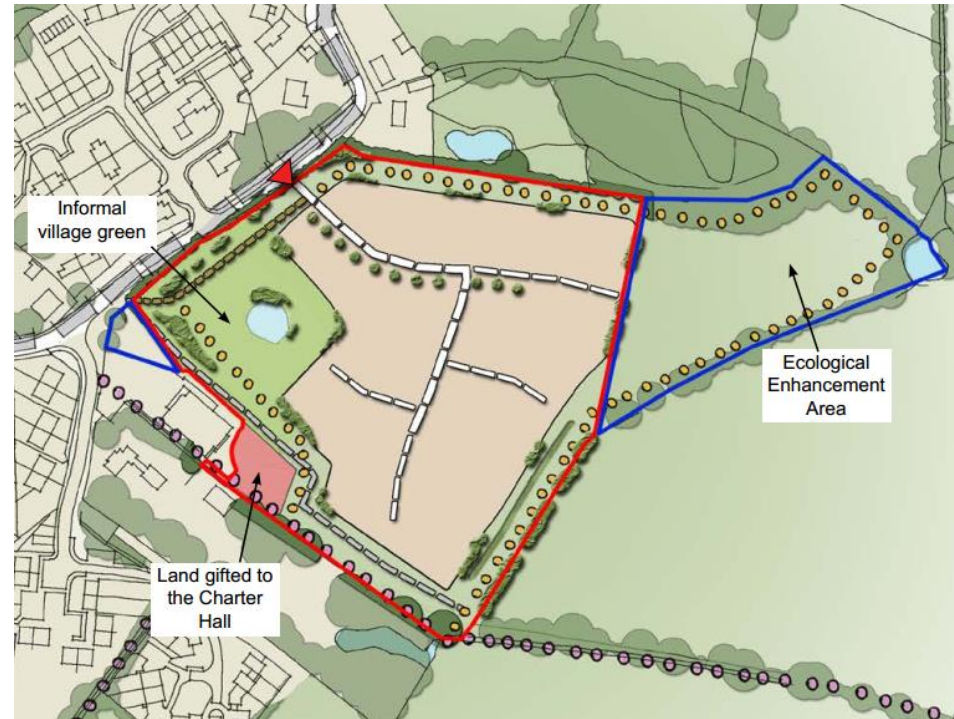 Informal
village green
Ecological
Enhancement
Area
Land gifted to
the Charter
Hall